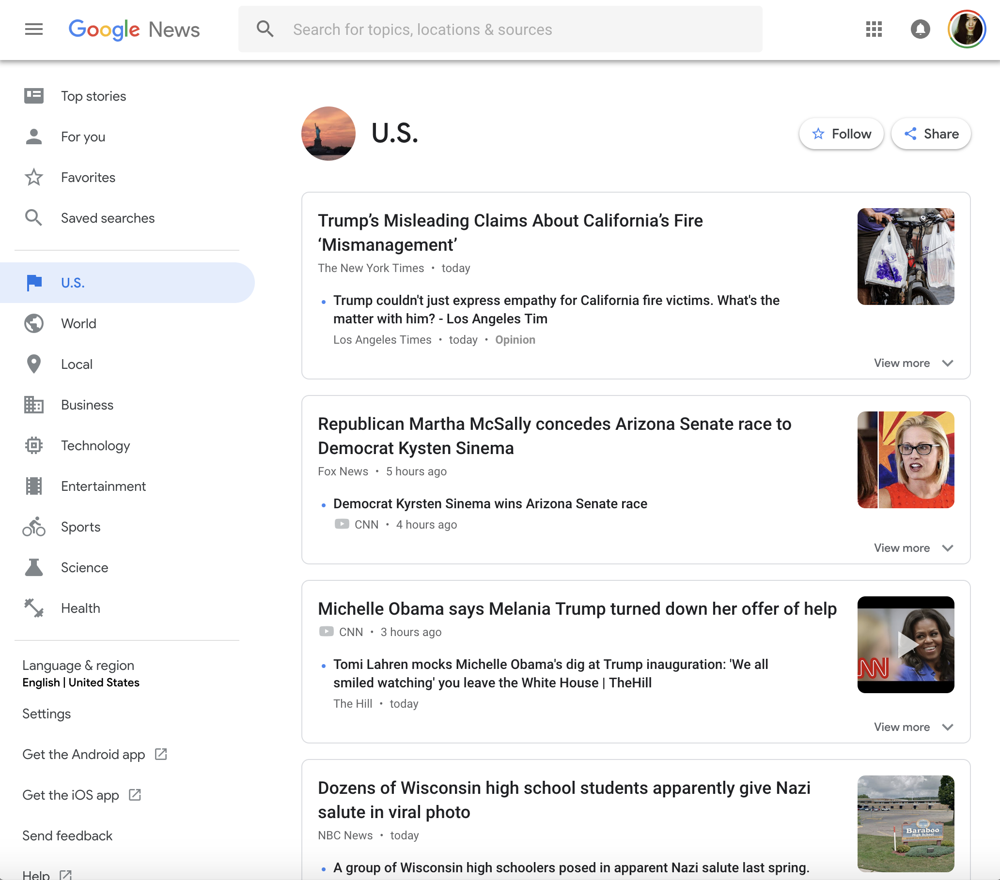 Google News
Search for topics, locations & sources
Top stories
For you
Favorites
Saved searches
U.S.
World
Local
Business
Technology
Entertainment
Sports
Science
Health
Language & region
English | United States
Settings
Get the Android app
Get the iOS app
Send feedback
Help
U.S.
Follow
Share
Trump’s Misleading Claims About California’s Fire
‘Mismanagement’
The New York Times • today
Trump couldn't just express empathy for California fire victims. What's the
matter with him? - Los Angeles Tim
Los Angeles Times • today • Opinion
View more
Republican Martha McSally concedes Arizona Senate race to
Democrat Kysten Sinema
Fox News • 5 hours ago
Democrat Kyrsten Sinema wins Arizona Senate race
CNN • 4 hours ago
View more
Michelle Obama says Melania Trump turned down her offer of help
CNN • 3 hours ago
NN
Tomi Lahren mocks Michelle Obama's dig at Trump inauguration: 'We all
smiled watching' you leave the White House | TheHill
The Hill • today
View more
Dozens of Wisconsin high school students apparently give Nazi
salute in viral photo
NBC News • today
Baraboo
High School
A group of Wisconsin high schoolers posed in apparent Nazi salute last spring.